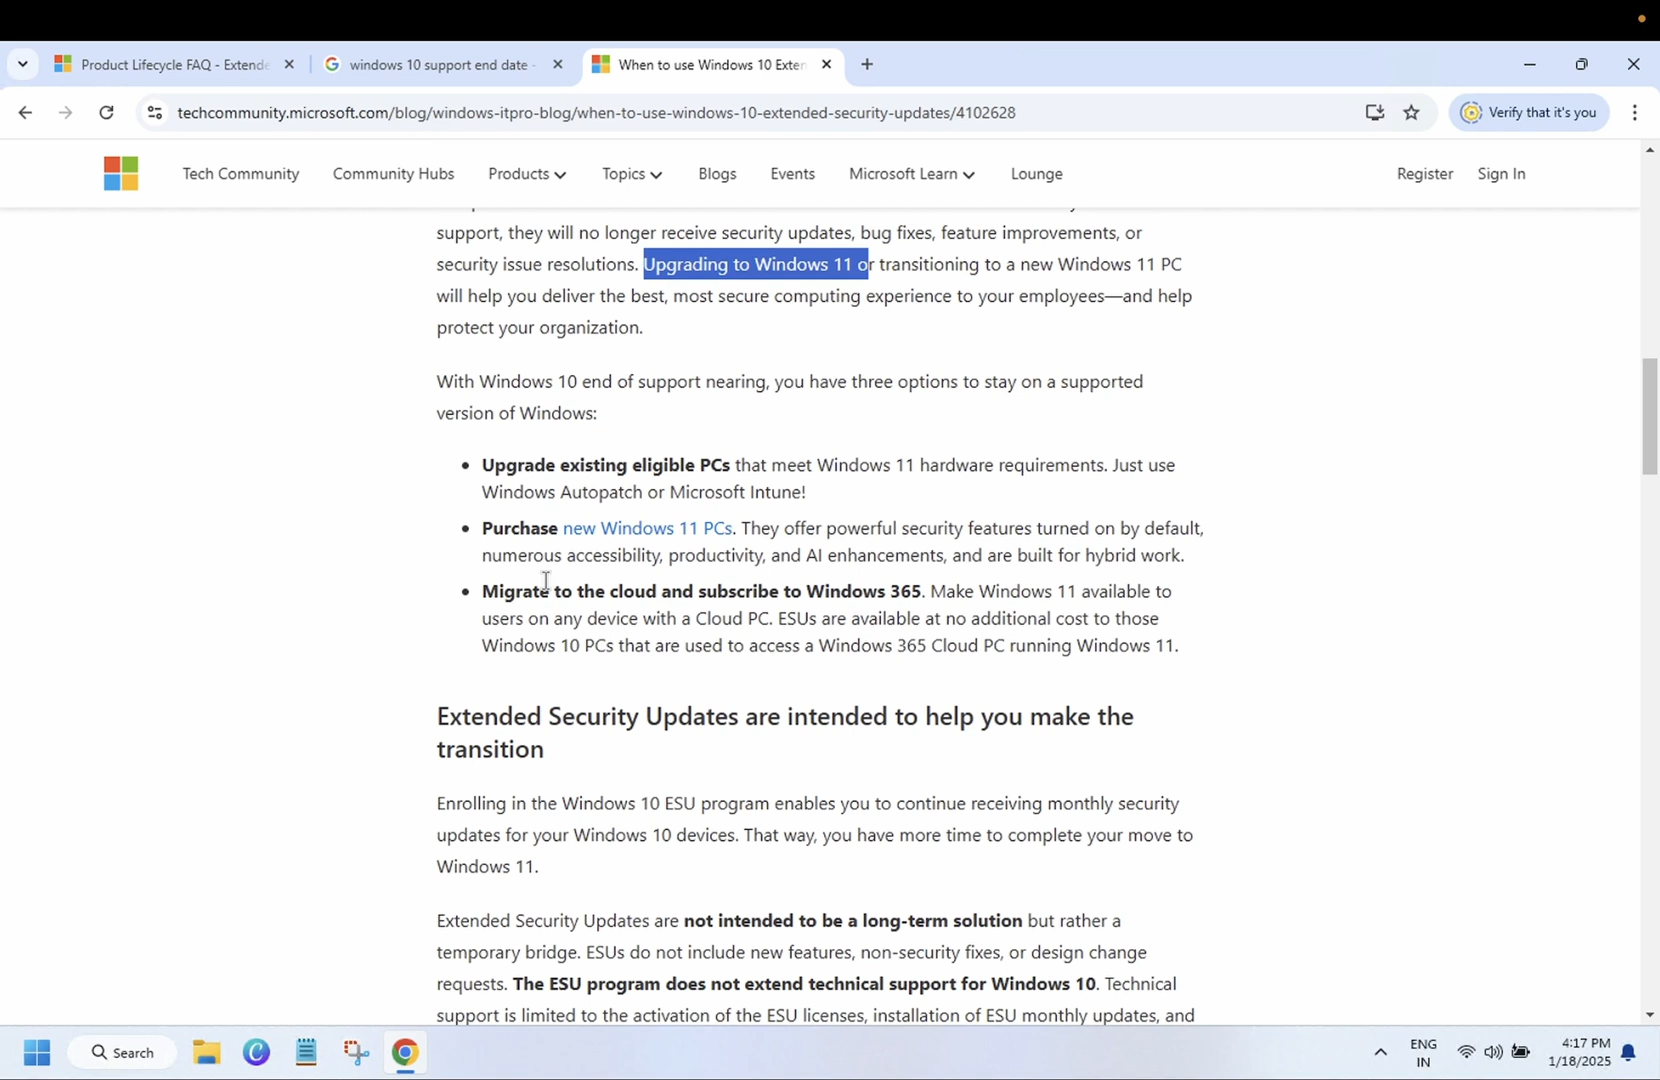 Product Lifecycle FAQ - Extende
windows 10 support end date -
When to use Windows 10 Exten
techcommunity.microsoft.com/blog/windows-itpro-blog/when-to-use-windows-10-extended-security-updates/4102628
Verify that it's you
Tech Community
Community Hubs
Products
Topics
Blogs
Events
Microsoft Learn
Lounge
Register
Sign In
support, they will no longer receive security updates, bug fixes, feature improvements, or
security issue resolutions. Upgrading to Windows 11 or transitioning to a new Windows 11 PC
will help you deliver the best, most secure computing experience to your employees—and help
protect your organization.
With Windows 10 end of support nearing, you have three options to stay on a supported
version of Windows:
• Upgrade existing eligible PCs that meet Windows 11 hardware requirements. Just use
Windows Autopatch or Microsoft Intune!
• Purchase new Windows 11 PCs. They offer powerful security features turned on by default,
numerous accessibility, productivity, and AI enhancements, and are built for hybrid work.
• Migrate to the cloud and subscribe to Windows 365. Make Windows 11 available to
users on any device with a Cloud PC. ESUs are available at no additional cost to those
Windows 10 PCs that are used to access a Windows 365 Cloud PC running Windows 11.
Extended Security Updates are intended to help you make the
transition
Enrolling in the Windows 10 ESU program enables you to continue receiving monthly security
updates for your Windows 10 devices. That way, you have more time to complete your move to
Windows 11.
Extended Security Updates are not intended to be a long-term solution but rather a
temporary bridge. ESUs do not include new features, non-security fixes, or design change
requests. The ESU program does not extend technical support for Windows 10. Technical
support is limited to the activation of the ESU licenses, installation of ESU monthly updates, and
Search
ENG
IN
4:17 PM
1/18/2025